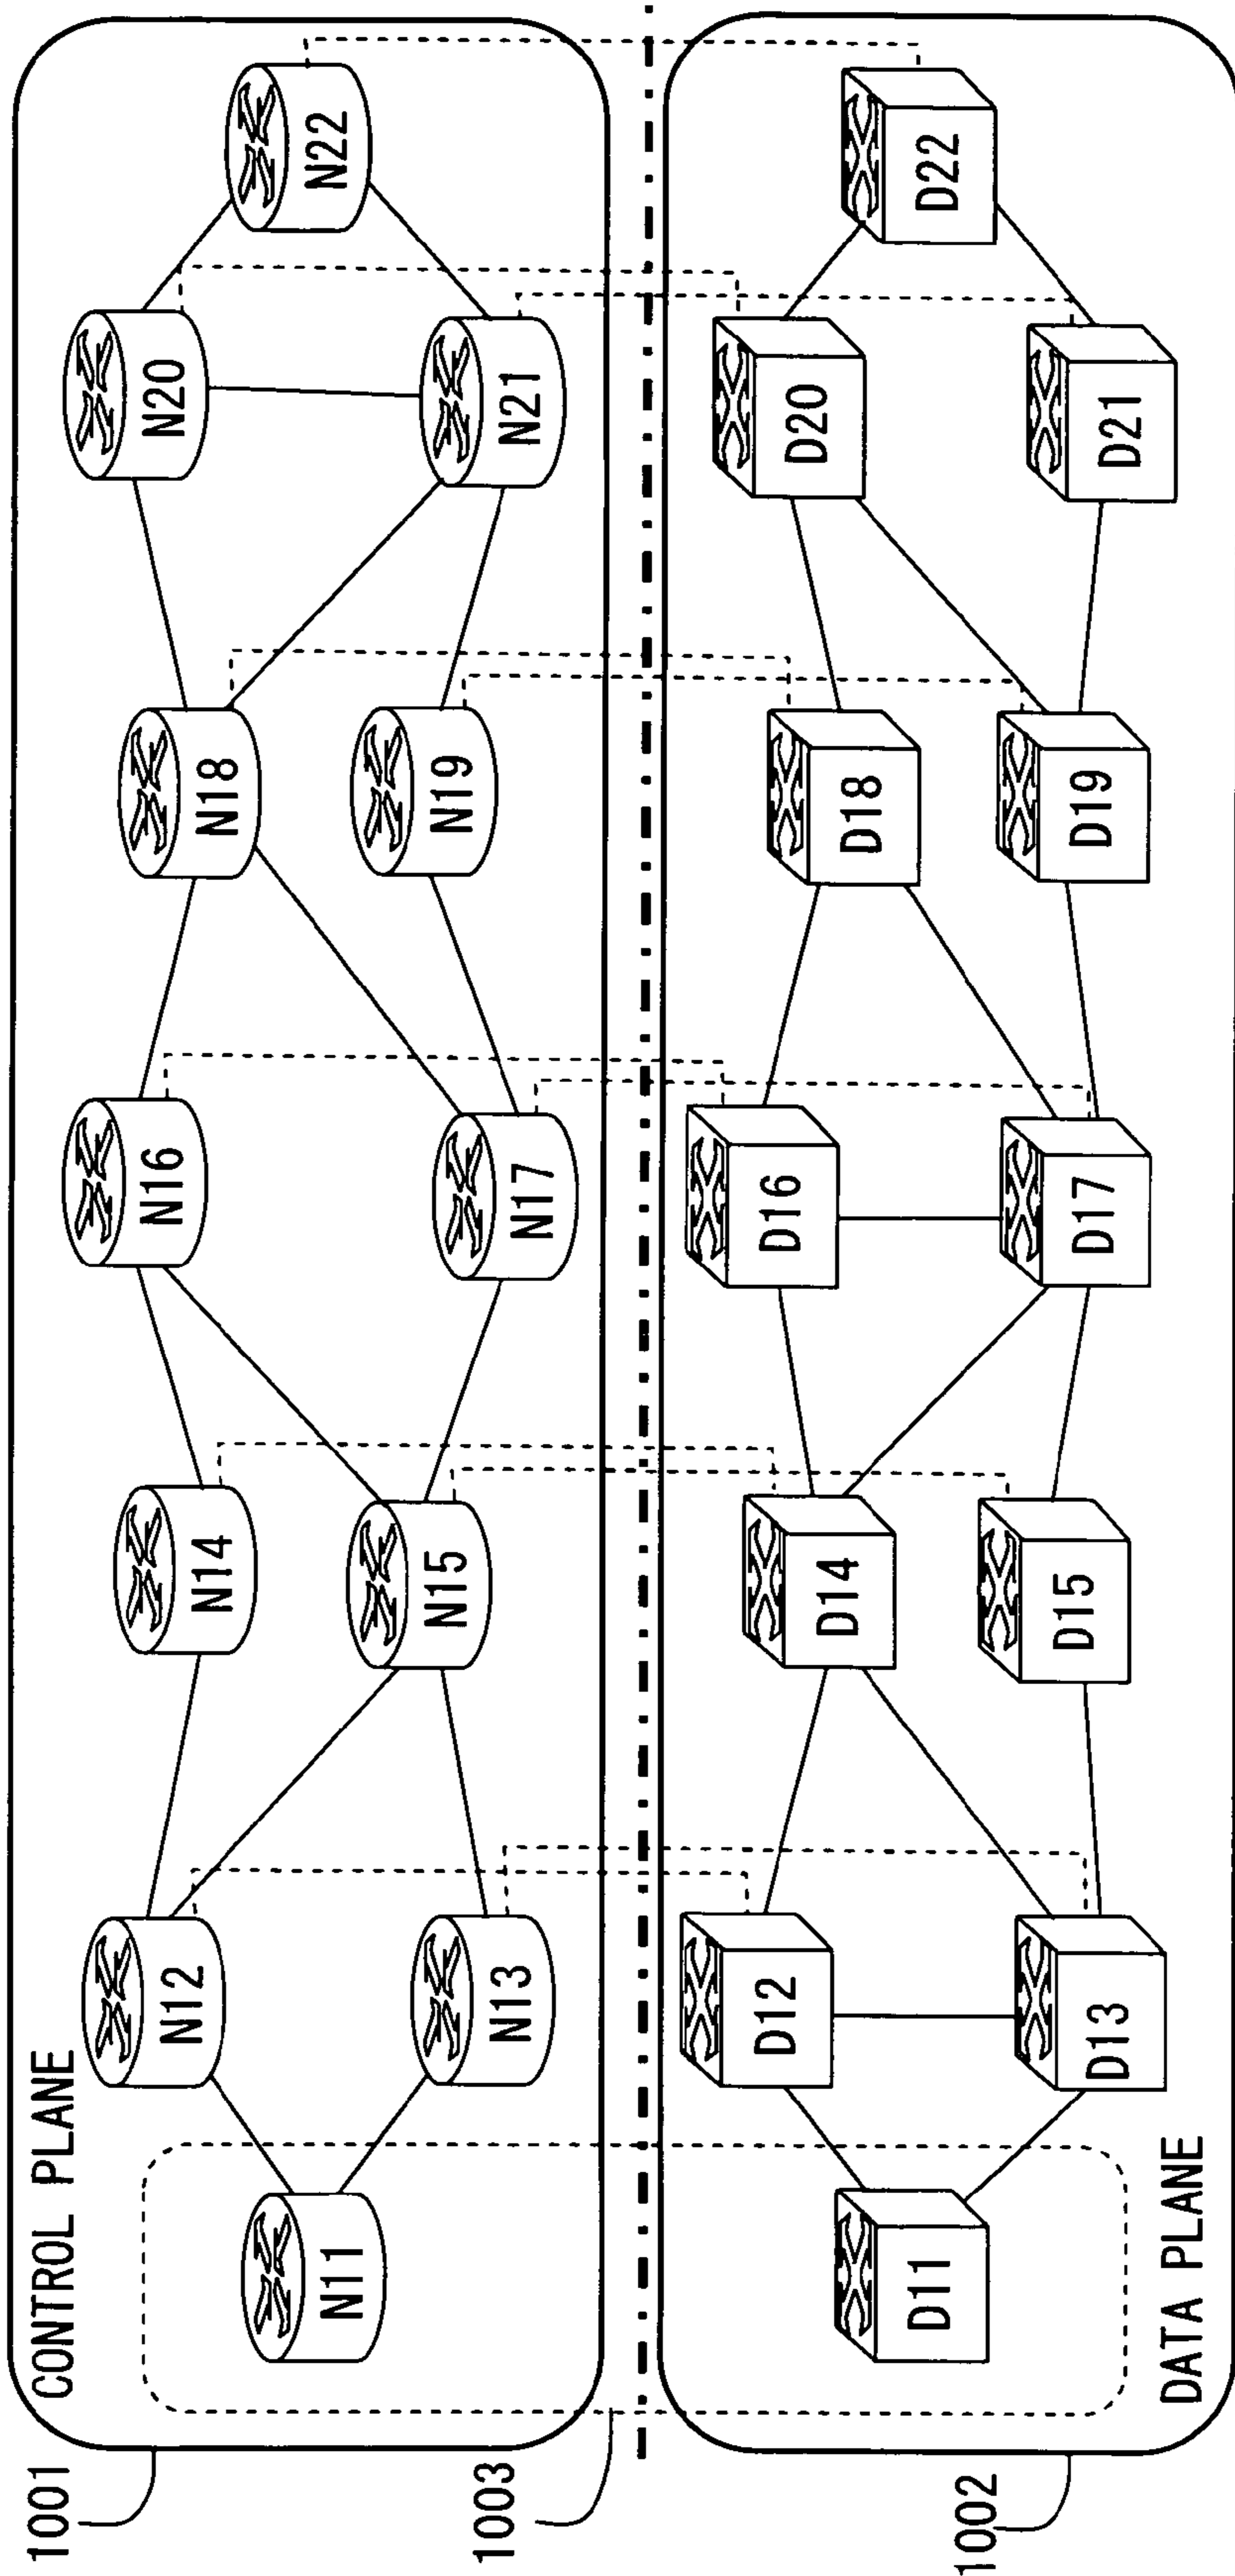 1001
CONTROL PLANE
N11
N12
N13
N14
N15
N16
N17
N18
N19
N20
N21
N22
1003
1002
DATA PLANE
D11
D12
D13
D14
D15
D16
D17
D18
D19
D20
D21
D22